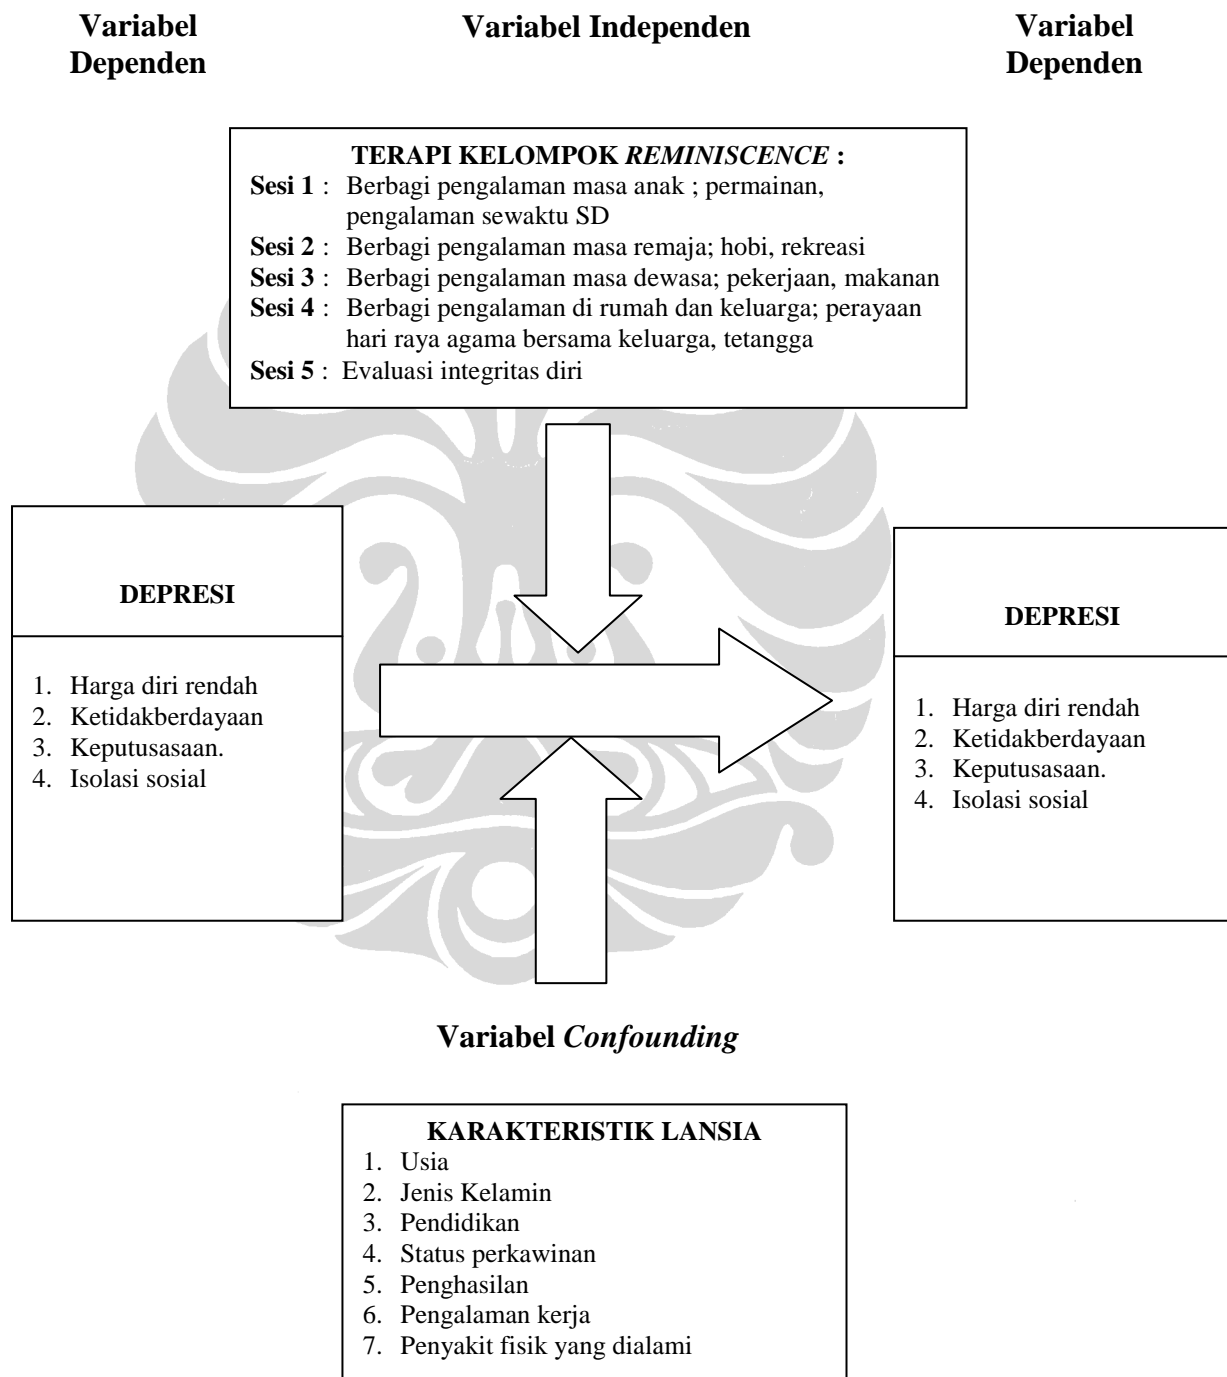 Variabel
Dependen
Variabel Independen
Variabel
Dependen
TERAPI KELOMPOK REMINISCENCE :
Sesi 1 : Berbagi pengalaman masa anak ; permainan,
pengalaman sewaktu SD
Sesi 2 : Berbagi pengalaman masa remaja; hobi, rekreasi
Sesi 3 : Berbagi pengalaman masa dewasa; pekerjaan, makanan
Sesi 4 : Berbagi pengalaman di rumah dan keluarga; perayaan
hari raya agama bersama keluarga, tetangga
Sesi 5 : Evaluasi integritas diri
DEPRESI
1. Harga diri rendah
2. Ketidakberdayaan
3. Keputusasaan.
4. Isolasi sosial
DEPRESI
1. Harga diri rendah
2. Ketidakberdayaan
3. Keputusasaan.
4. Isolasi sosial
Variabel Confounding
KARAKTERISTIK LANSIA
1. Usia
2. Jenis Kelamin
3. Pendidikan
4. Status perkawinan
5. Penghasilan
6. Pengalaman kerja
7. Penyakit fisik yang dialami